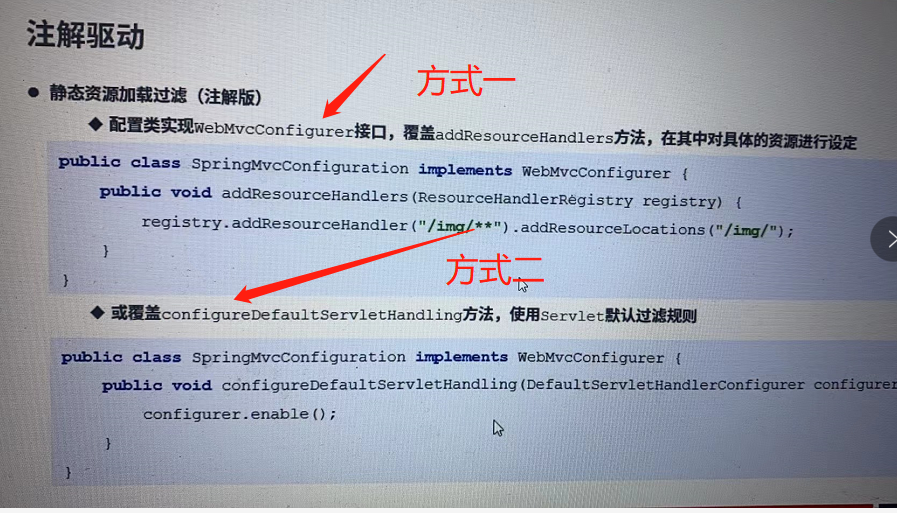 注解驱动
方式一
● 静态资源加载过滤（注解版）
◆ 配置类实现WebMvcConfigurer接口，覆盖addResourceHandlers方法，在其中对具体的资源进行设定
public class SpringMvcConfiguration implements WebMvcConfigurer {
public void addResourceHandlers(ResourceHandlerRegistry registry) {
registry.addResourceHandler("/img/**").addResourceLocations("/img/");
}
}
方式二
◆ 或覆盖configureDefaultServletHandling方法，使用Servlet默认过滤规则
public class SpringMvcConfiguration implements WebMvcConfigurer {
public void configureDefaultServletHandling(DefaultServletHandlerConfigurer configurer
configurer.enable();
}
}